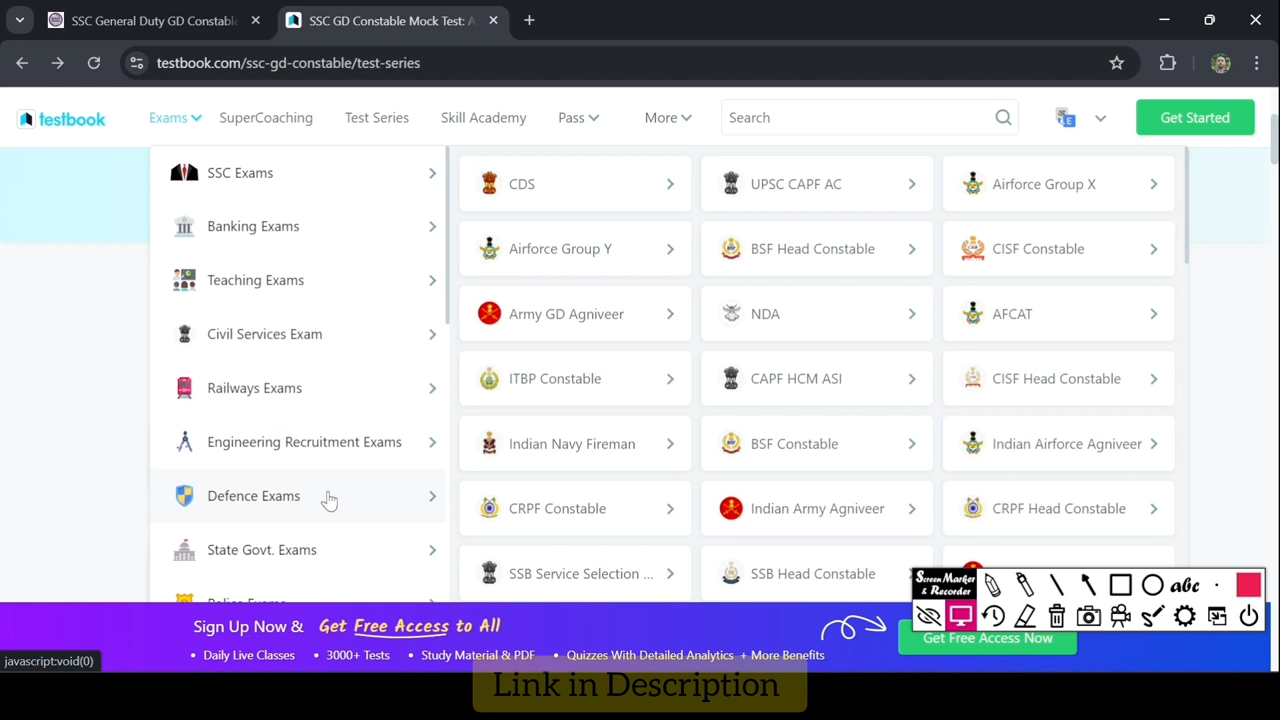 SSC General Duty GD Constable
SSC GD Constable Mock Test: A
testbook.com/ssc-gd-constable/test-series
testbook
Exams
SuperCoaching
Test Series
Skill Academy
Pass
More
Search
Get Started
SSC Exams
Banking Exams
Teaching Exams
Civil Services Exam
Railways Exams
Engineering Recruitment Exams
Defence Exams
State Govt. Exams
CDS
UPSC CAPF AC
Airforce Group X
Airforce Group Y
BSF Head Constable
CISF Constable
Army GD Agniveer
NDA
AFCAT
ITBP Constable
CAPF HCM ASI
CISF Head Constable
Indian Navy Fireman
BSF Constable
Indian Airforce Agniveer
CRPF Constable
Indian Army Agniveer
CRPF Head Constable
SSB Service Selection ...
SSB Head Constable
Screen Marker
& Recorder
abc
Sign Up Now & Get Free Access to All
• Daily Live Classes • 3000+ Tests • Study Material & PDF • Quizzes With Detailed Analytics + More Benefits
Get Free Access Now
javascript:void(0)
Link in Description